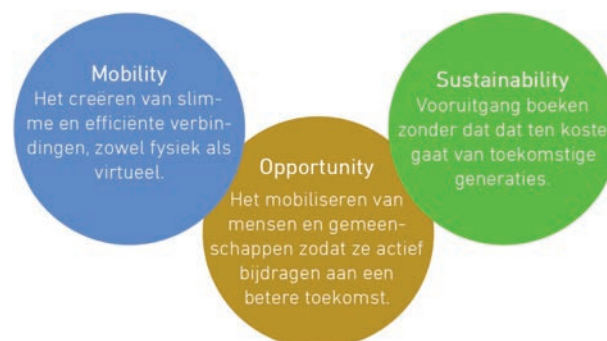 Mobility
Het creëren van slim-
me en efficiënte verbin-
dingen, zowel fysiek als
virtueel.
Opportunity
Het mobiliseren van
mensen en gemeen-
schappen zodat ze actief
bijdragen aan een
betere toekomst.
Sustainability
Vooruitgang boeken
zonder dat dat ten koste
gaat van toekomstige
generaties.